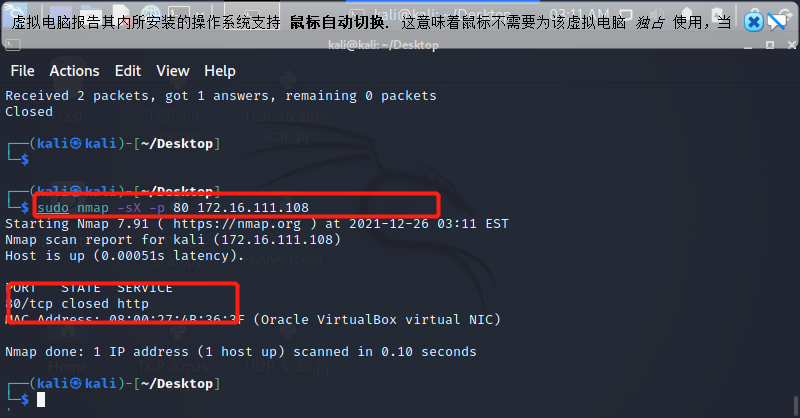 虚拟电脑报告其内所安装的操作系统支持 鼠标自动切换. 这意味着鼠标不需要为该虚拟电脑 独占 使用，当
kali@kali: ~/Desktop
File Actions Edit View Help
Received 2 packets, got 1 answers, remaining 0 packets
Closed
┌──(kali㉿kali)-[~/Desktop]
└─$
┌──(kali㉿kali)-[~/Desktop]
└─$ sudo nmap -sX -p 80 172.16.111.108
Starting Nmap 7.91 ( https://nmap.org ) at 2021-12-26 03:11 EST
Nmap scan report for kali (172.16.111.108)
Host is up (0.00051s latency).
PORT   STATE  SERVICE
80/tcp closed http
MAC Address: 08:00:27:4B:36:3F (Oracle VirtualBox virtual NIC)
Nmap done: 1 IP address (1 host up) scanned in 0.10 seconds
┌──(kali㉿kali)-[~/Desktop]
└─$